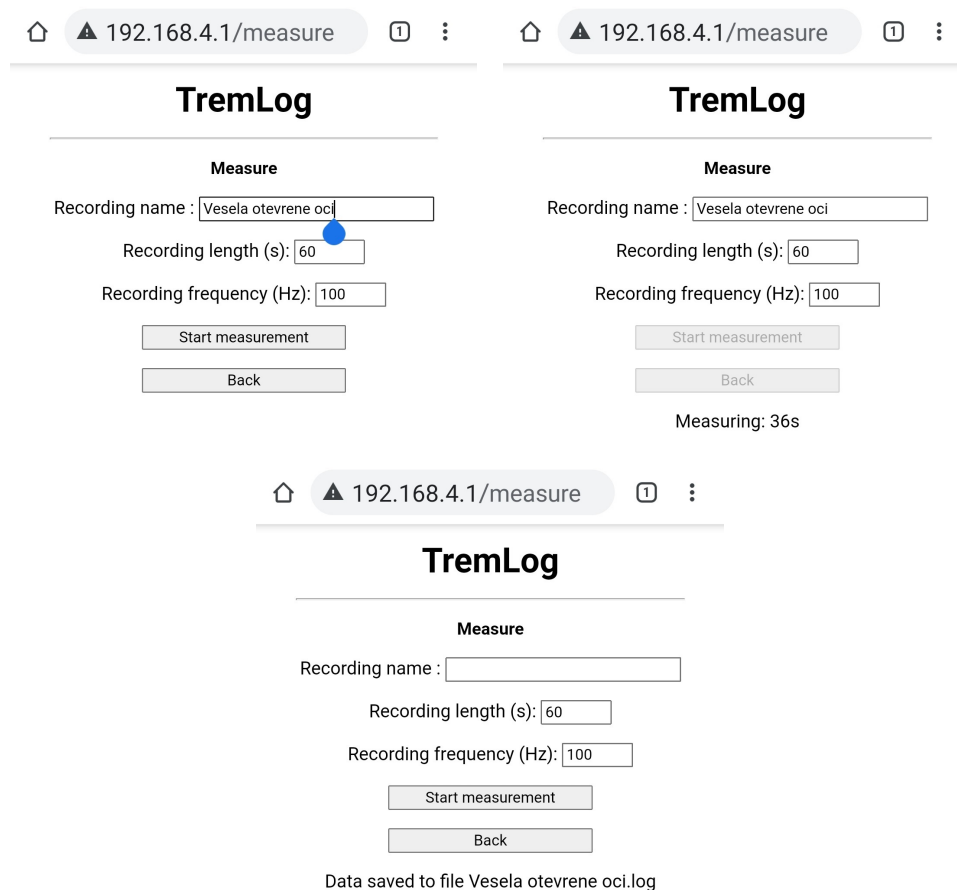 192.168.4.1/measure 1
TremLog
Measure
Recording name : Vesela otevrene oci
Recording length (s): 60
Recording frequency (Hz): 100
Start measurement
Back
192.168.4.1/measure 1
TremLog
Measure
Recording name : Vesela otevrene oci
Recording length (s): 60
Recording frequency (Hz): 100
Start measurement
Back
Measuring: 36s
192.168.4.1/measure 1
TremLog
Measure
Recording name :
Recording length (s): 60
Recording frequency (Hz): 100
Start measurement
Back
Data saved to file Vesela otevrene oci.log